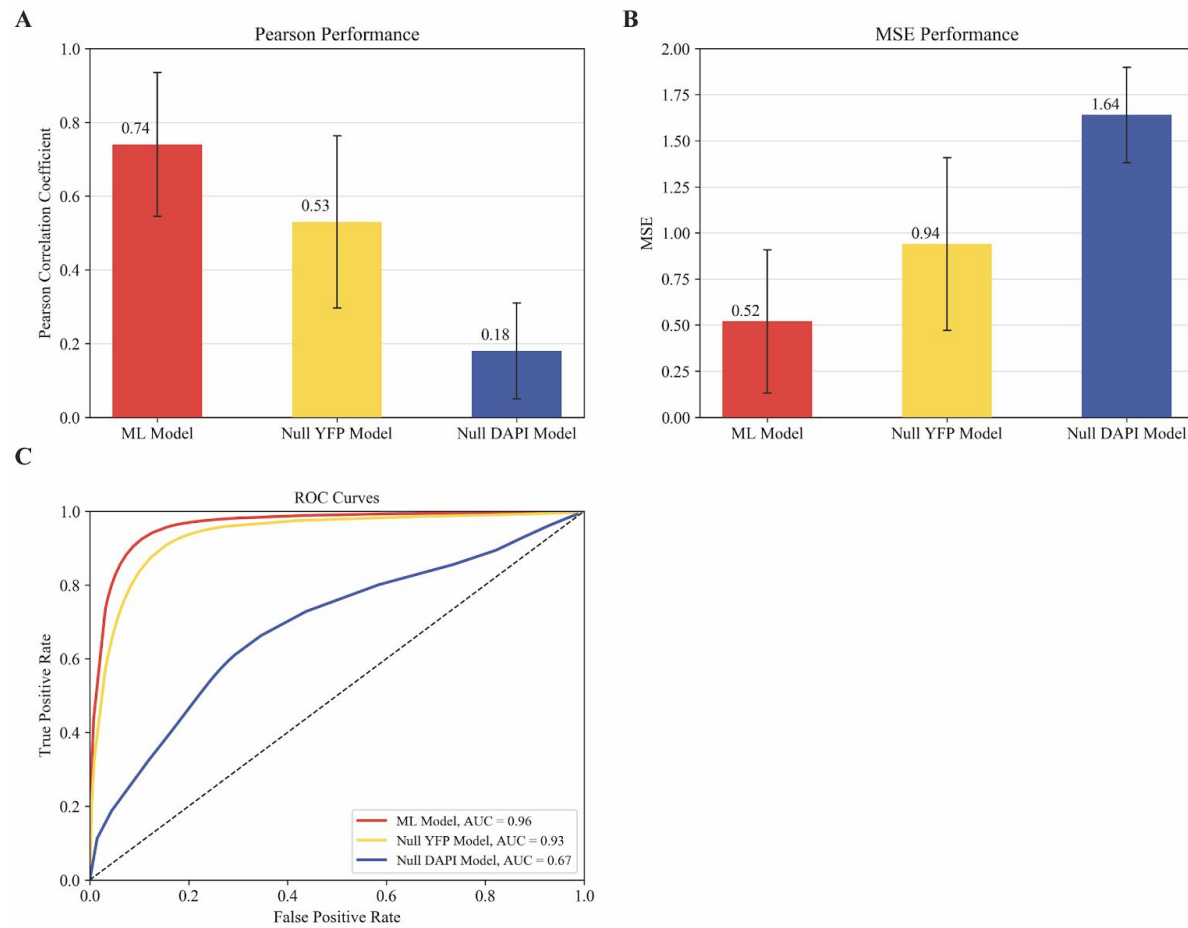 A
Pearson Performance
Pearson Correlation Coefficient
1.0
0.8
0.6
0.4
0.2
0.0
0.74
0.53
0.18
ML Model
Null YFP Model
Null DAPI Model
B
MSE Performance
MSE
2.00
1.75
1.50
1.25
1.00
0.75
0.50
0.25
0.00
0.52
0.94
1.64
ML Model
Null YFP Model
Null DAPI Model
C
ROC Curves
True Positive Rate
1.0
0.8
0.6
0.4
0.2
0.0
ML Model, AUC = 0.96
Null YFP Model, AUC = 0.93
Null DAPI Model, AUC = 0.67
0.0
0.2
0.4
0.6
0.8
1.0
False Positive Rate